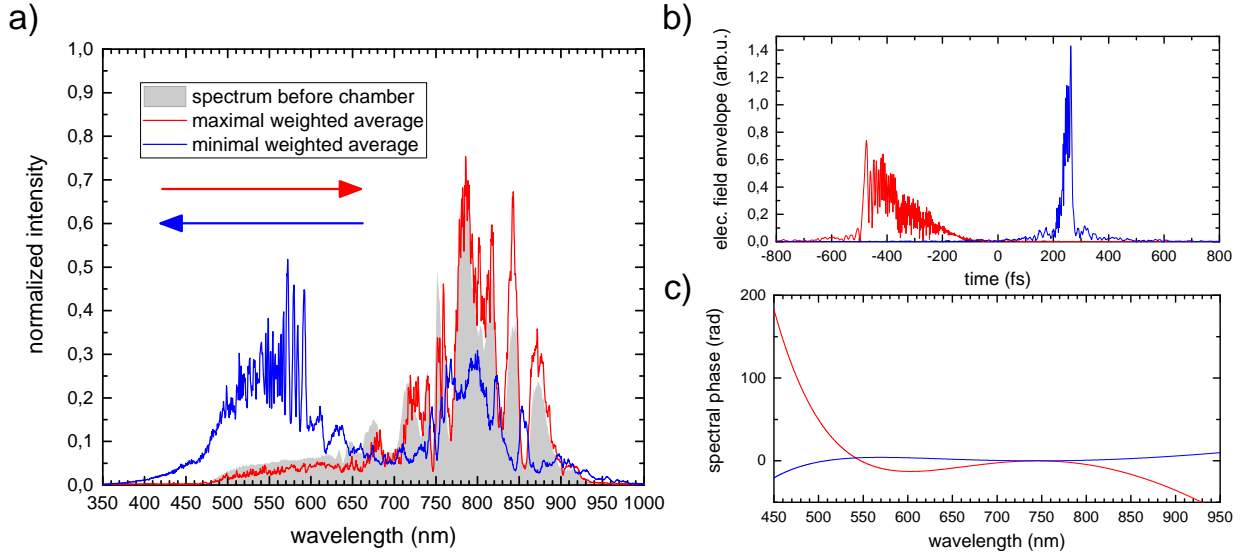 a)
1,0
0,9
0,8
0,7
0,6
0,5
0,4
0,3
0,2
0,1
0,0
normalized intensity
spectrum before chamber
maximal weighted average
minimal weighted average
350 400 450 500 550 600 650 700 750 800 850 900 950 1000
wavelength (nm)
b)
1,4
1,2
1,0
0,8
0,6
0,4
0,2
0,0
elec. field envelope (arb.u.)
-800 -600 -400 -200 0 200 400 600 800
time (fs)
c)
200
150
100
50
0
spectral phase (rad)
450 500 550 600 650 700 750 800 850 900 950
wavelength (nm)